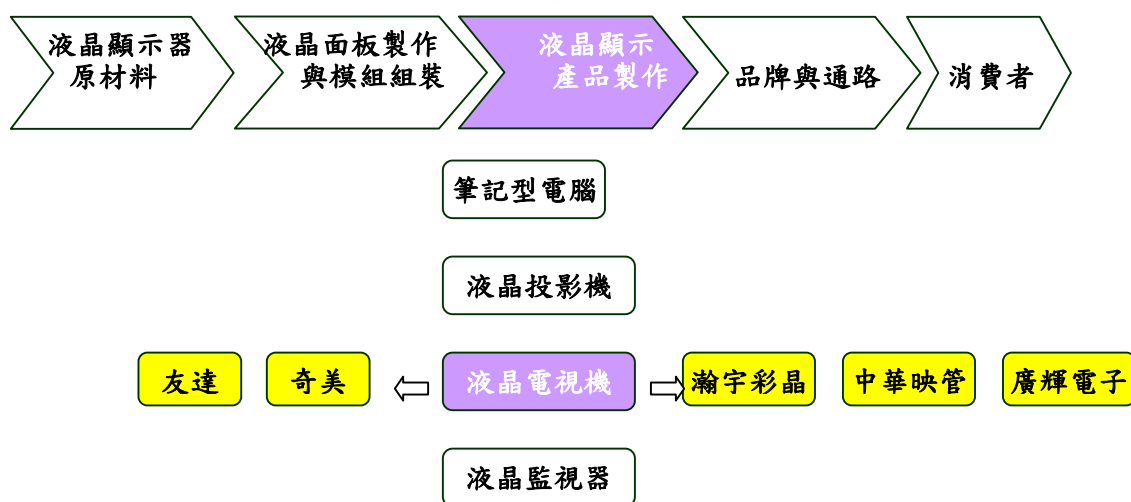 液晶顯示器
原材料
液晶面板製作
與模組組裝
液晶顯示
產品製作
品牌與通路
消費者
筆記型電腦
液晶投影機
友達
奇美
液晶電視機
瀚宇彩晶
中華映管
廣輝電子
液晶監視器